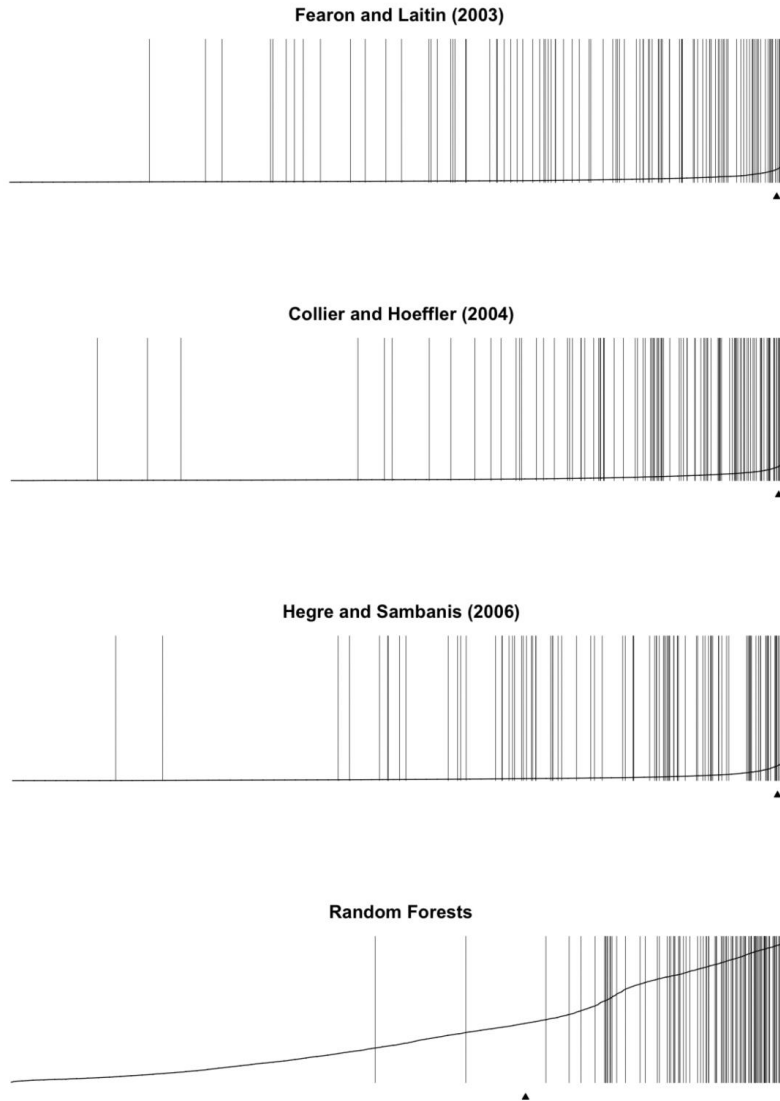 Fearon and Laitin (2003)
Collier and Hoeffler (2004)
Hegre and Sambanis (2006)
Random Forests